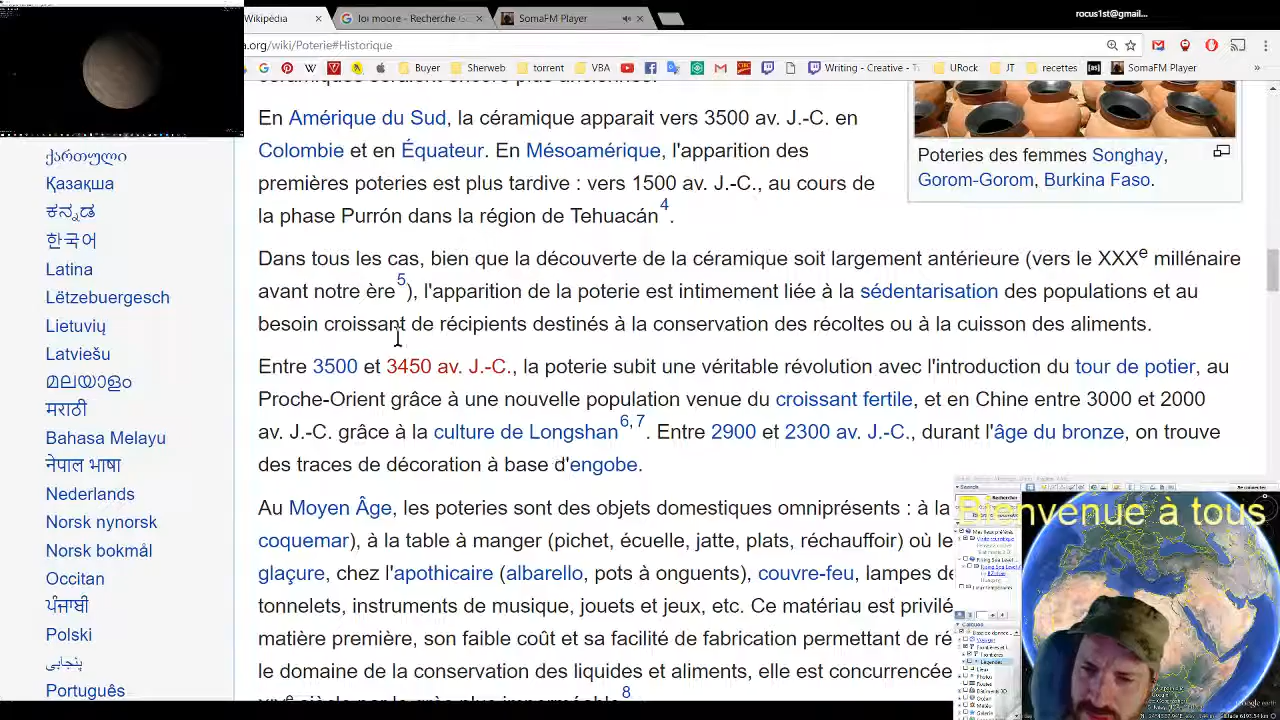 Wikipédia
loi moore - Recherche Go
SomaFM Player
rocus1st@gmail...
a.org/wiki/Poterie#Historique
Buyer
Sherweb
torrent
VBA
Writing - Creative - Tw
URock
JT
recettes
SomaFM Player
»
ქართული
Қазақша
ಕನ್ನಡ
한국어
Latina
Lëtzebuergesch
Lietuvių
Latviešu
മലയാളം
मराठी
Bahasa Melayu
नेपाल भाषा
Nederlands
Norsk nynorsk
Norsk bokmål
Occitan
ਪੰਜਾਬੀ
Polski
پنجابی
Português
En Amérique du Sud, la céramique apparait vers 3500 av. J.-C. en
Colombie et en Équateur. En Mésoamérique, l'apparition des
premières poteries est plus tardive : vers 1500 av. J.-C., au cours de
la phase Purrón dans la région de Tehuacán4.
Poteries des femmes Songhay,
Gorom-Gorom, Burkina Faso.
Dans tous les cas, bien que la découverte de la céramique soit largement antérieure (vers le XXXe millénaire
avant notre ère5), l'apparition de la poterie est intimement liée à la sédentarisation des populations et au
besoin croissant de récipients destinés à la conservation des récoltes ou à la cuisson des aliments.
Entre 3500 et 3450 av. J.-C., la poterie subit une véritable révolution avec l'introduction du tour de potier, au
Proche-Orient grâce à une nouvelle population venue du croissant fertile, et en Chine entre 3000 et 2000
av. J.-C. grâce à la culture de Longshan6,7. Entre 2900 et 2300 av. J.-C., durant l'âge du bronze, on trouve
des traces de décoration à base d'engobe.
Au Moyen Âge, les poteries sont des objets domestiques omniprésents : à la
coquemar), à la table à manger (pichet, écuelle, jatte plats, réchauffoir) où le
glaçure, chez l'apothicaire (albarello, pots à onguents), couvre-feu, lampes de
tonnelets, instruments de musique, jouets et jeux, etc. Ce matériau est privilé
matière première, son faible coût et sa facilité de fabrication permettant de ré
le domaine de la conservation des liquides et aliments, elle est concurrencée
8
Bienvenue à tous